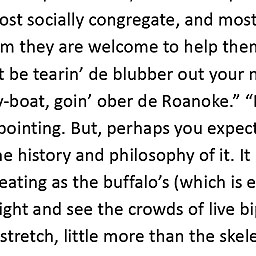 ost socially congregate, and most
m they are welcome to help them
t be tearin’ de blubber out your m
y-boat, goin’ ober de Roanoke.” “I
pointing. But, perhaps you expect
e history and philosophy of it. It
eating as the buffalo’s (which is e
ight and see the crowds of live bip
stretch, little more than the skele